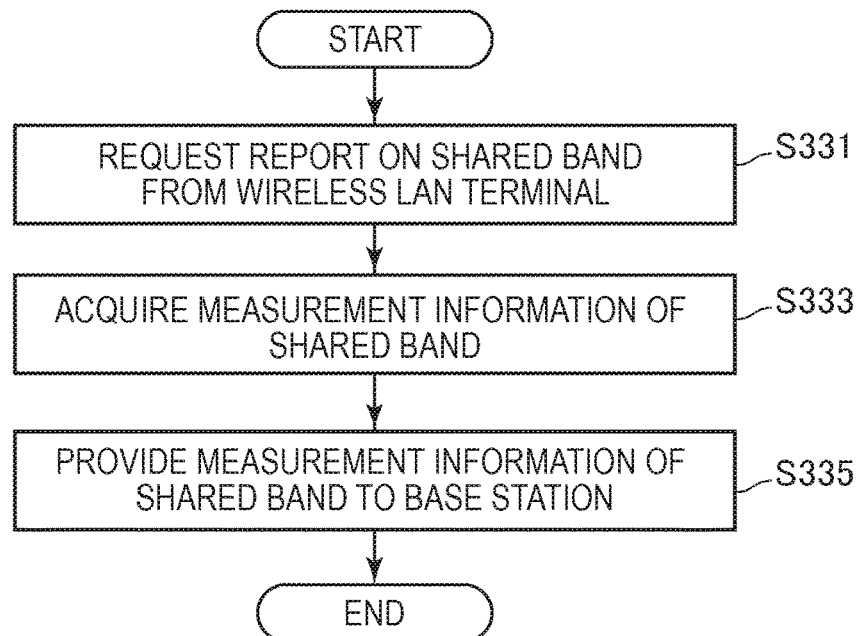 START
REQUEST REPORT ON SHARED BAND
FROM WIRELESS LAN TERMINAL
S331
ACQUIRE MEASUREMENT INFORMATION OF
SHARED BAND
S333
PROVIDE MEASUREMENT INFORMATION OF
SHARED BAND TO BASE STATION
S335
END